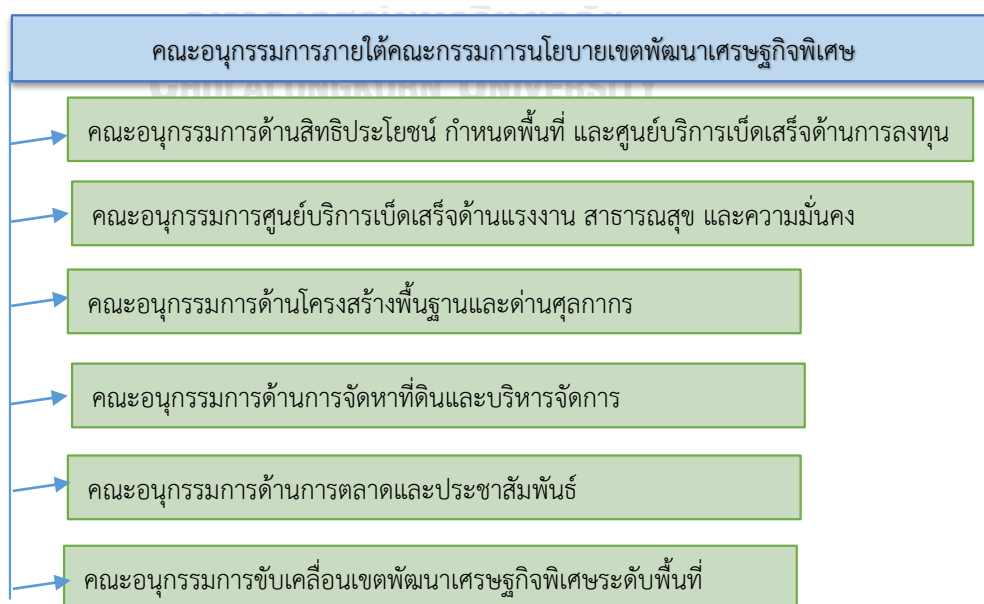 คณะอนุกรรมการภายใต้คณะกรรมการนโยบายเขตพัฒนาเศรษฐกิจพิเศษ
CHULALONGKORN UNIVERSITY
คณะอนุกรรมการด้านสิทธิประโยชน์ กำหนดพื้นที่ และศูนย์บริการเบ็ดเสร็จด้านการลงทุน
คณะอนุกรรมการศูนย์บริการเบ็ดเสร็จด้านแรงงาน สาธารณสุข และความมั่นคง
คณะอนุกรรมการด้านโครงสร้างพื้นฐานและด่านศุลกากร
คณะอนุกรรมการด้านการจัดหาที่ดินและบริหารจัดการ
คณะอนุกรรมการด้านการตลาดและประชาสัมพันธ์
คณะอนุกรรมการขับเคลื่อนเขตพัฒนาเศรษฐกิจพิเศษระดับพื้นที่